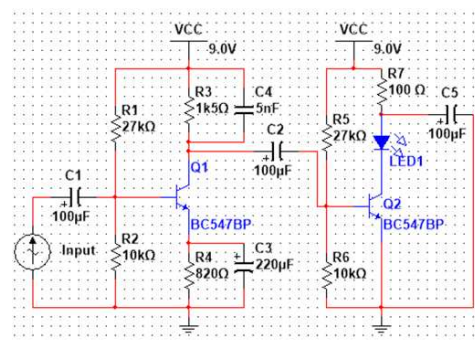 VCC
9.0V
R3
1k5Ω
C4
5nF
R1
27kΩ
C2
100µF
Q1
BC547BP
C1
100µF
Input
R2
10kΩ
R4
820Ω
C3
220µF
VCC
9.0V
R7
100 Ω
C5
100µF
R5
27kΩ
LED1
Q2
BC547BP
R6
10kΩ